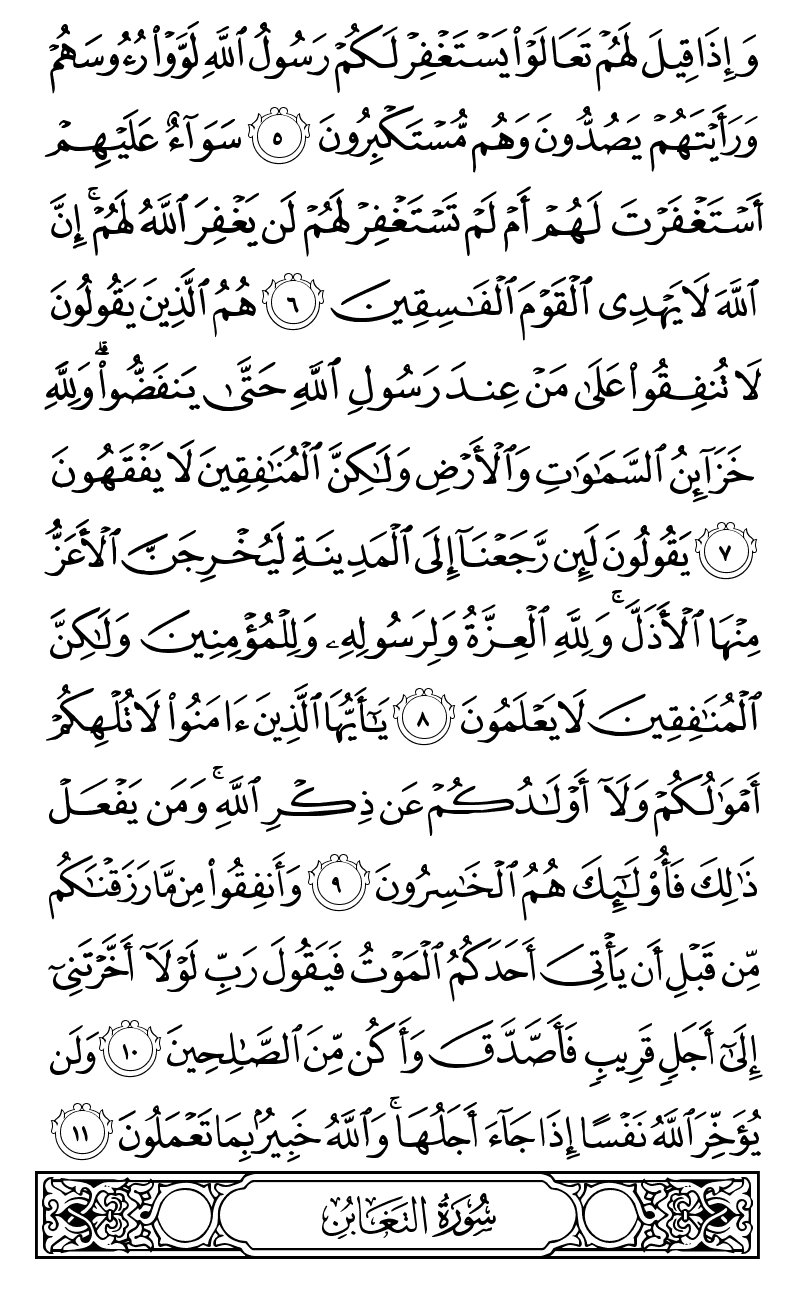 وَإِذَا قِيلَ لَهُمْ تَعَالَوْا۟ يَسْتَغْفِرْ لَكُمْ رَسُولُ ٱللَّهِ لَوَّوْا۟ رُءُوسَهُمْ
وَرَأَيْتَهُمْ يَصُدُّونَ وَهُم مُّسْتَكْبِرُونَ ٥ سَوَآءٌ عَلَيْهِمْ
أَسْتَغْفَرْتَ لَهُمْ أَمْ لَمْ تَسْتَغْفِرْ لَهُمْ لَن يَغْفِرَ ٱللَّهُ لَهُمْ ۚ إِنَّ
ٱللَّهَ لَا يَهْدِى ٱلْقَوْمَ ٱلْفَـٰسِقِينَ ٦ هُمُ ٱلَّذِينَ يَقُولُونَ
لَا تُنفِقُوا۟ عَلَىٰ مَنْ عِندَ رَسُولِ ٱللَّهِ حَتَّىٰ يَنفَضُّوا۟ ۗ وَلِلَّهِ
خَزَآئِنُ ٱلسَّمَـٰوَٰتِ وَٱلْأَرْضِ وَلَـٰكِنَّ ٱلْمُنَـٰفِقِينَ لَا يَفْقَهُونَ
٧ يَقُولُونَ لَئِن رَّجَعْنَآ إِلَى ٱلْمَدِينَةِ لَيُخْرِجَنَّ ٱلْأَعَزُّ
مِنْهَا ٱلْأَذَلَّ ۚ وَلِلَّهِ ٱلْعِزَّةُ وَلِرَسُولِهِۦ وَلِلْمُؤْمِنِينَ وَلَـٰكِنَّ
ٱلْمُنَـٰفِقِينَ لَا يَعْلَمُونَ ٨ يَـٰٓأَيُّهَا ٱلَّذِينَ ءَامَنُوا۟ لَا تُلْهِكُمْ
أَمْوَٰلُكُمْ وَلَآ أَوْلَـٰدُكُمْ عَن ذِكْرِ ٱللَّهِ ۚ وَمَن يَفْعَلْ
ذَٰلِكَ فَأُو۟لَـٰٓئِكَ هُمُ ٱلْخَـٰسِرُونَ ٩ وَأَنفِقُوا۟ مِن مَّا رَزَقْنَـٰكُم
مِّن قَبْلِ أَن يَأْتِىَ أَحَدَكُمُ ٱلْمَوْتُ فَيَقُولَ رَبِّ لَوْلَآ أَخَّرْتَنِىٓ
إِلَىٰٓ أَجَلٍ قَرِيبٍ فَأَصَّدَّقَ وَأَكُن مِّنَ ٱلصَّـٰلِحِينَ ١٠ وَلَن
يُؤَخِّرَ ٱللَّهُ نَفْسًا إِذَا جَآءَ أَجَلُهَا ۚ وَٱللَّهُ خَبِيرٌۢ بِمَا تَعْمَلُونَ ١١
سُورَةُ التَّغَابُنِ